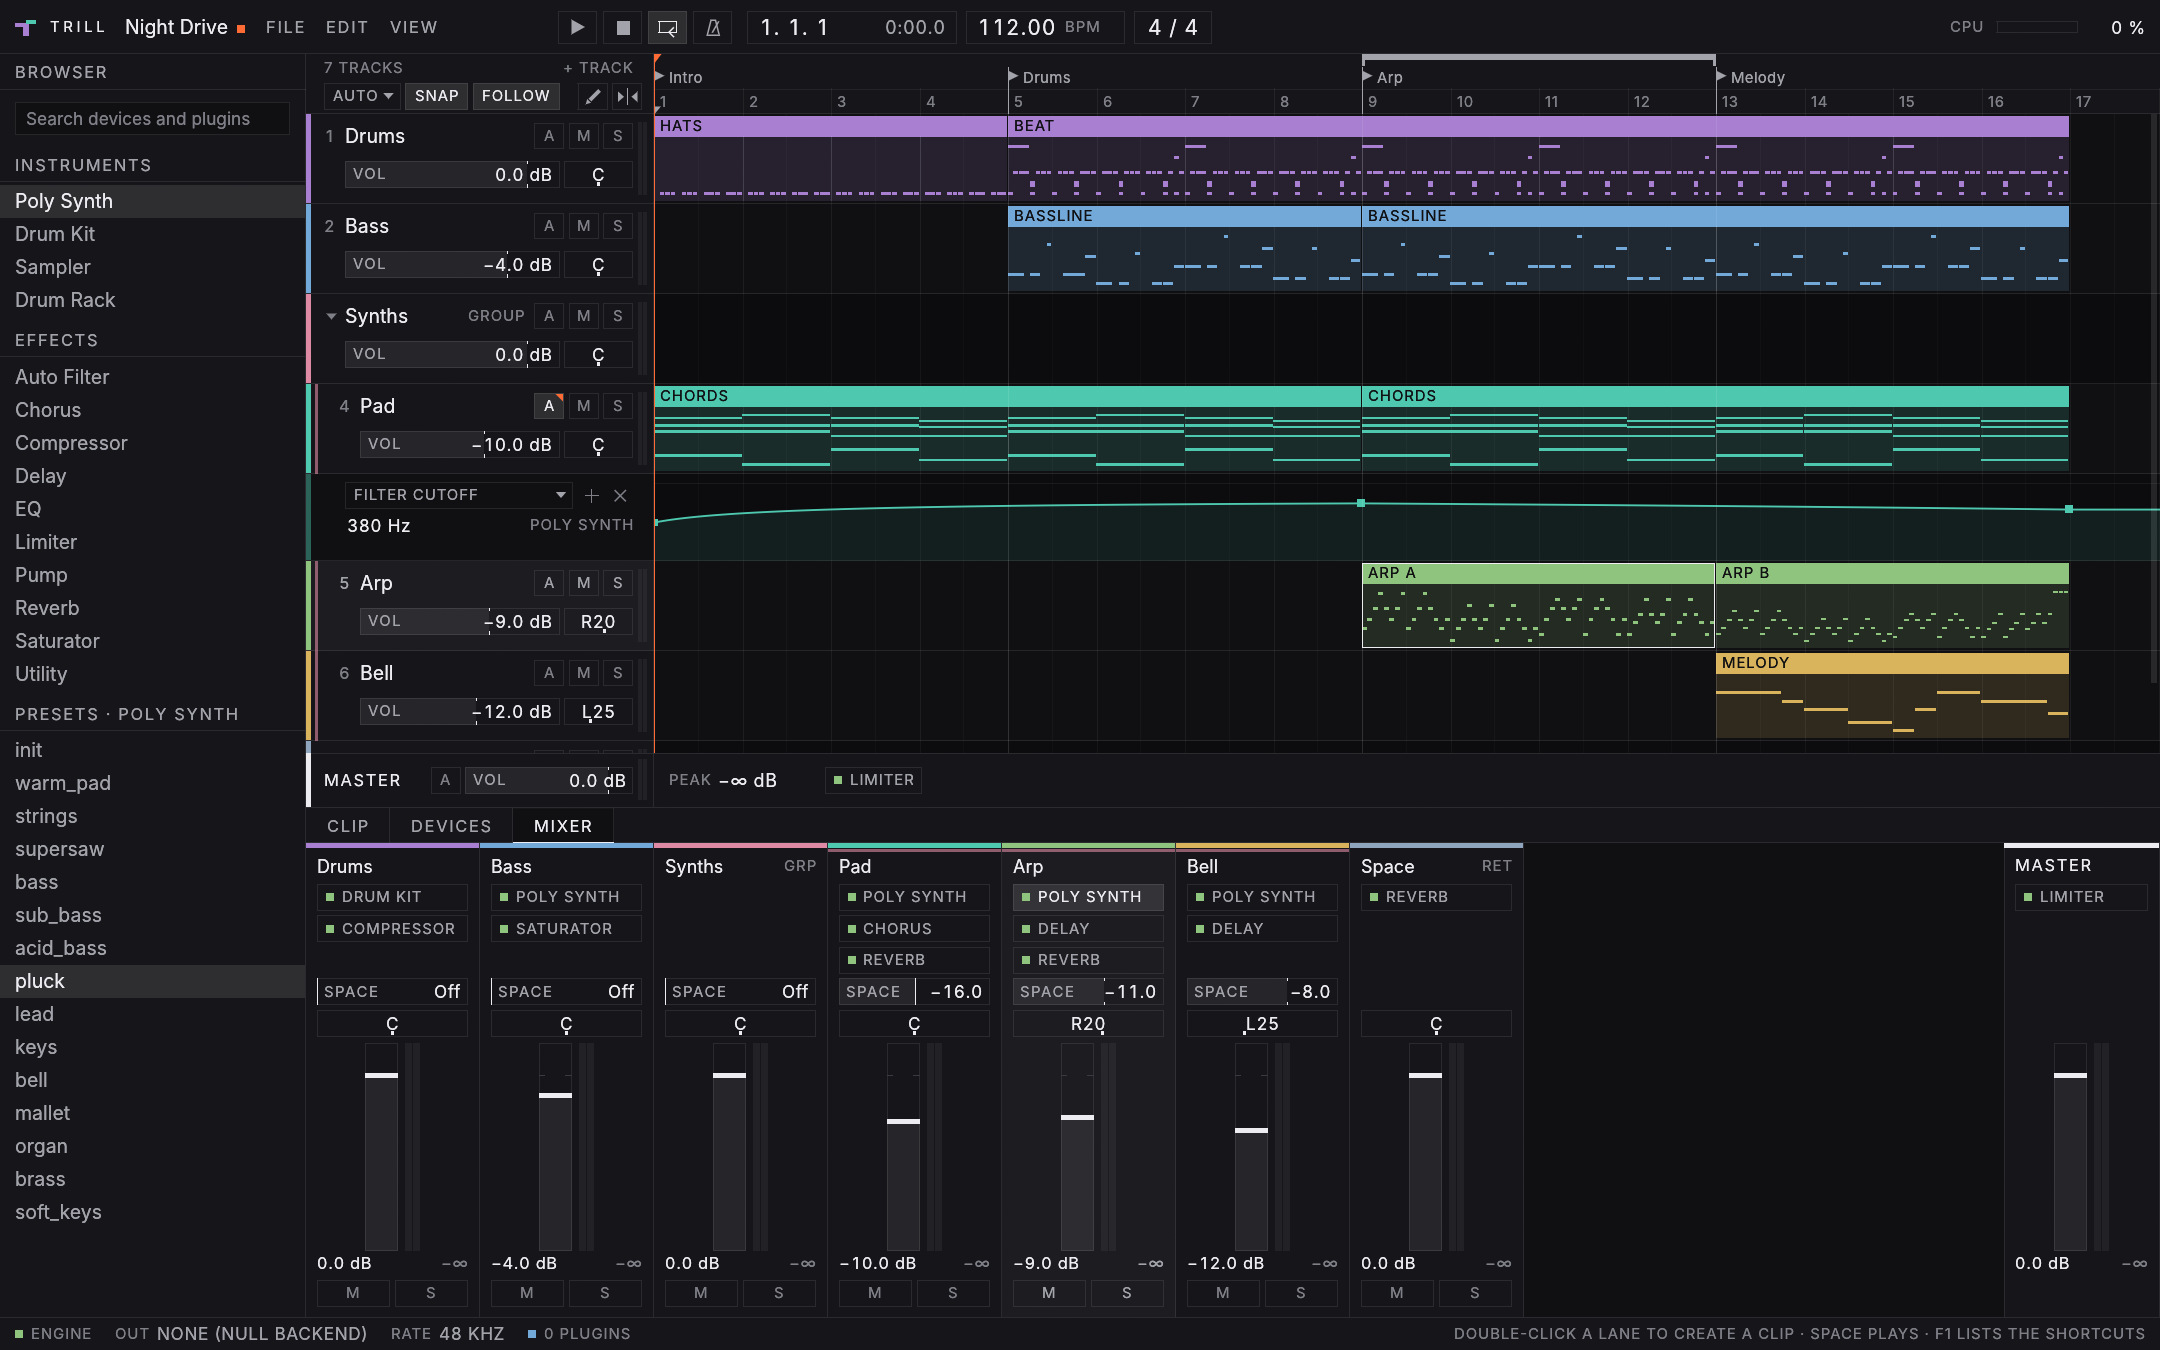 TRILL Night Drive FILE EDIT VIEW 1. 1. 1 0:00.0 112.00 BPM 4 / 4 CPU 0 %
BROWSER
Search devices and plugins
INSTRUMENTS
Poly Synth
Drum Kit
Sampler
Drum Rack
EFFECTS
Auto Filter
Chorus
Compressor
Delay
EQ
Limiter
Pump
Reverb
Saturator
Utility
PRESETS · POLY SYNTH
init
warm_pad
strings
supersaw
bass
sub_bass
acid_bass
pluck
lead
keys
bell
mallet
organ
brass
soft_keys
7 TRACKS + TRACK
AUTO SNAP FOLLOW
Intro Drums Arp Melody
1 2 3 4 5 6 7 8 9 10 11 12 13 14 15 16 17
1 Drums A M S
VOL 0.0 dB C
HATS BEAT
2 Bass A M S
VOL −4.0 dB C
BASSLINE BASSLINE
Synths GROUP A M S
VOL 0.0 dB C
4 Pad A M S
VOL −10.0 dB C
CHORDS CHORDS
FILTER CUTOFF
380 Hz POLY SYNTH
5 Arp A M S
VOL −9.0 dB R20
ARP A ARP B
6 Bell A M S
VOL −12.0 dB L25
MELODY
MASTER A VOL 0.0 dB PEAK −∞ dB LIMITER
CLIP DEVICES MIXER
Drums Bass Synths GRP Pad Arp Bell Space RET MASTER
DRUM KIT POLY SYNTH POLY SYNTH POLY SYNTH POLY SYNTH REVERB LIMITER
COMPRESSOR SATURATOR CHORUS DELAY DELAY
REVERB REVERB
SPACE Off SPACE Off SPACE Off SPACE −16.0 SPACE −11.0 SPACE −8.0
C C C C R20 L25 C
0.0 dB −∞ −4.0 dB −∞ 0.0 dB −∞ −10.0 dB −∞ −9.0 dB −∞ −12.0 dB −∞ 0.0 dB −∞ 0.0 dB −∞
M S M S M S M S M S M S M S
ENGINE OUT NONE (NULL BACKEND) RATE 48 KHZ 0 PLUGINS DOUBLE-CLICK A LANE TO CREATE A CLIP · SPACE PLAYS · F1 LISTS THE SHORTCUTS